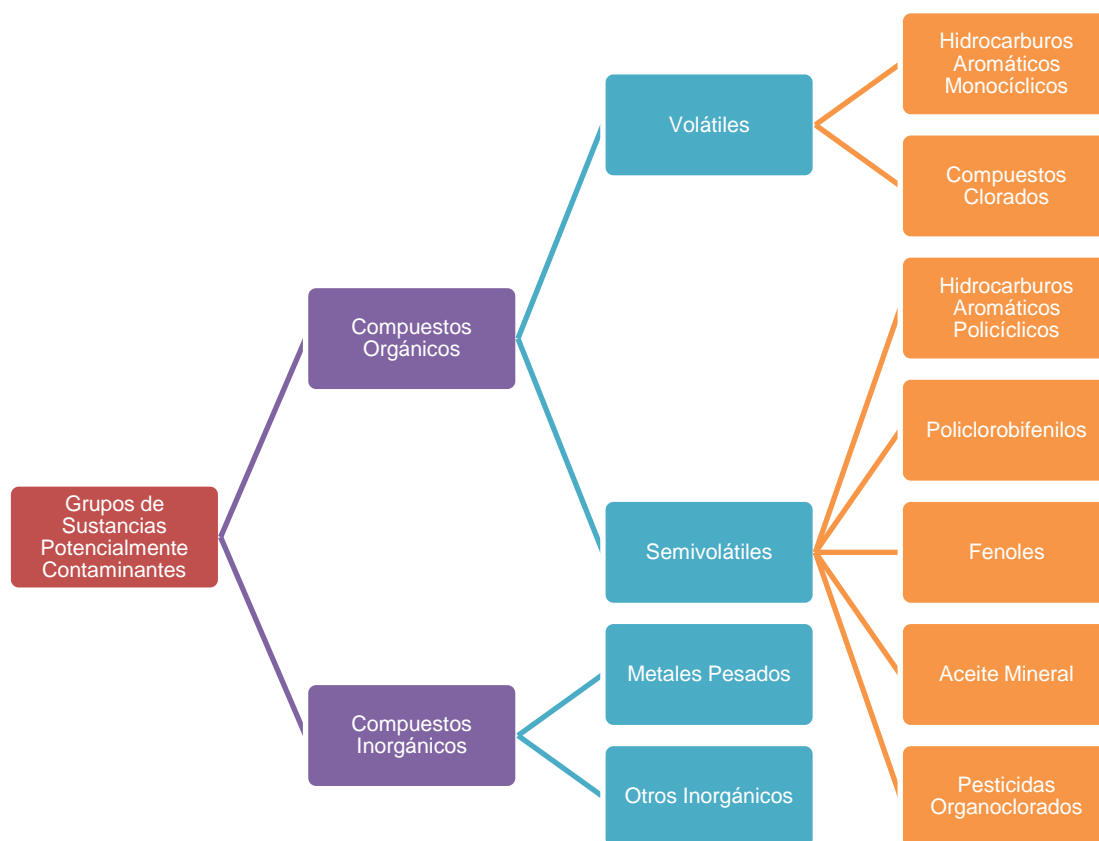 Grupos de
Sustancias
Potencialmente
Contaminantes
Compuestos
Orgánicos
Volátiles
Hidrocarburos
Aromáticos
Monocíclicos
Compuestos
Clorados
Semivolátiles
Hidrocarburos
Aromáticos
Policíclicos
Policlorobifenilos
Fenoles
Aceite Mineral
Pesticidas
Organoclorados
Compuestos
Inorgánicos
Metales Pesados
Otros Inorgánicos